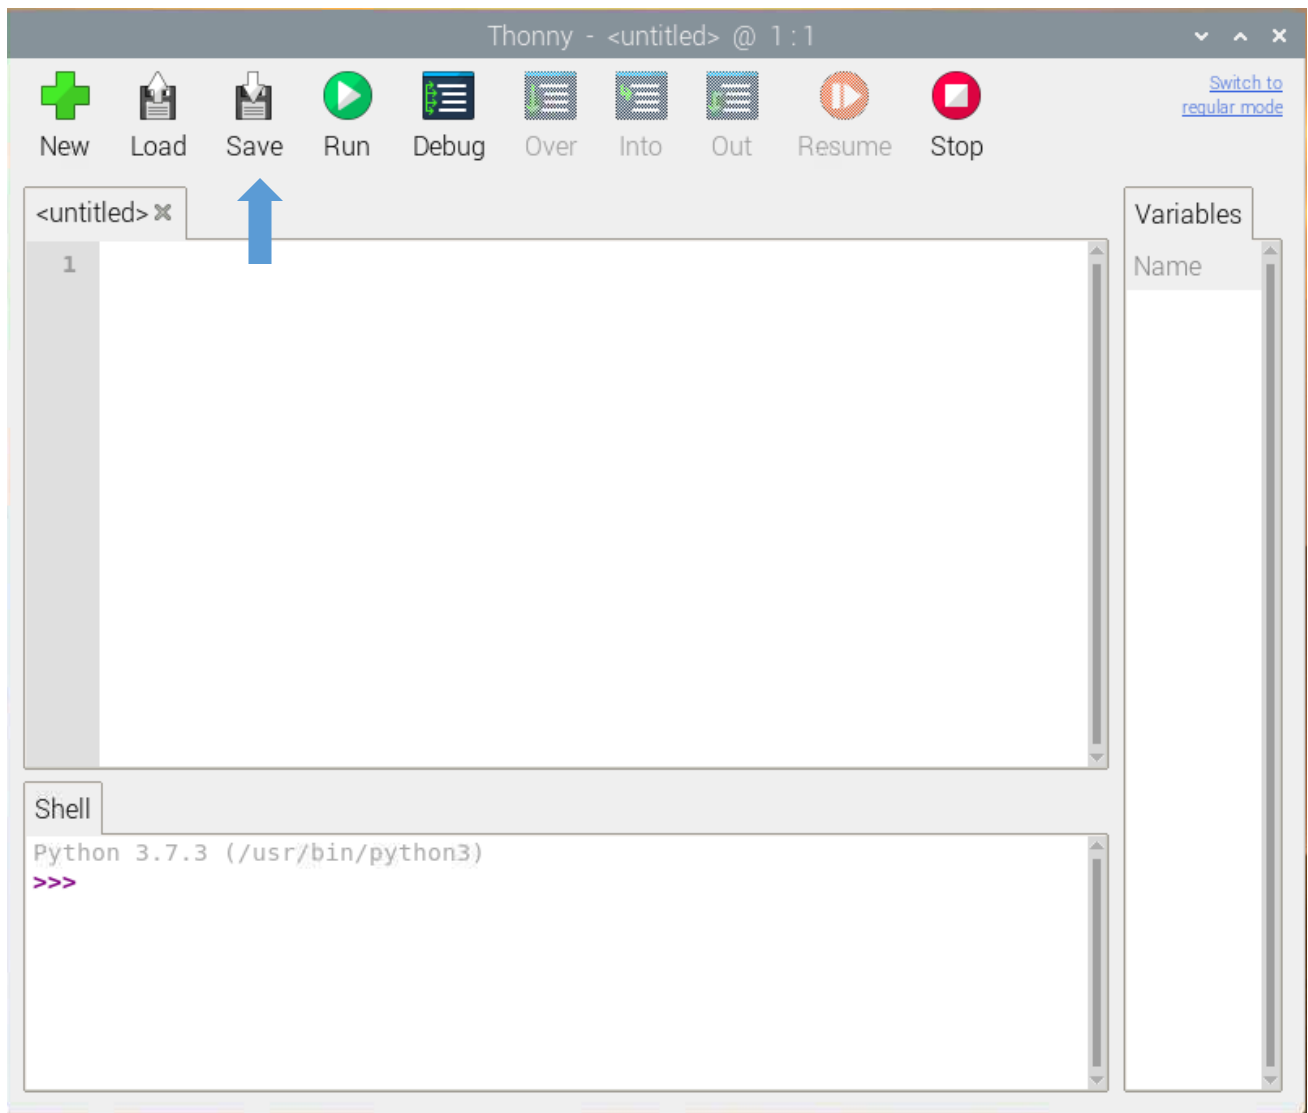 Thonny - <untitled> @ 1 : 1
New Load Save Run Debug Over Into Out Resume Stop
Switch to
regular mode
<untitled>
1
Variables
Name
Shell
Python 3.7.3 (/usr/bin/python3)
>>>